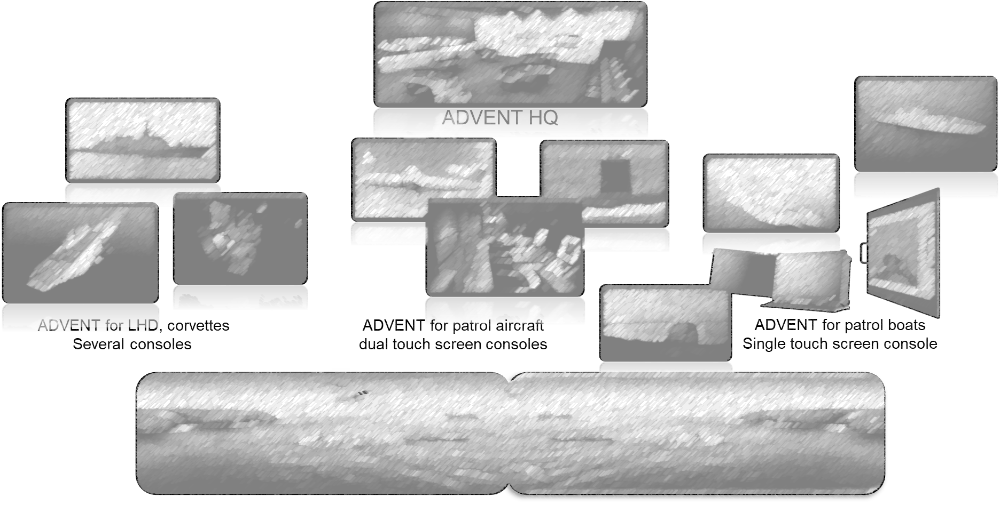 ADVENT HQ
ADVENT for LHD, corvettes
Several consoles
ADVENT for patrol aircraft
dual touch screen consoles
ADVENT for patrol boats
Single touch screen console